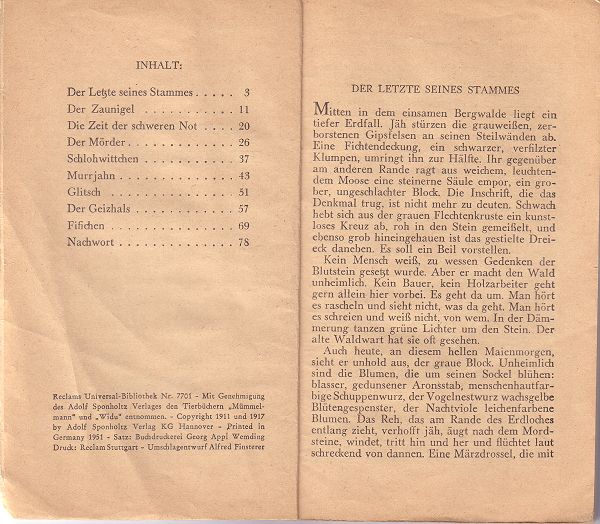 INHALT:
Der Letzte seines Stammes . . . . . 3
Der Zaunigel . . . . . . . . . . . 11
Die Zeit der schweren Not . . . . 20
Der Mörder . . . . . . . . . . . . . 26
Schlohwittchen . . . . . . . . . . 37
Murrjahn . . . . . . . . . . . . . . 43
Glitsch . . . . . . . . . . . . . . . 51
Der Geizhals . . . . . . . . . . . . 57
Fifichen . . . . . . . . . . . . . . 69
Nachwort . . . . . . . . . . . . . . 78
Reclams Universal-Bibliothek Nr. 7701 - Mit Genehmigung
des Adolf Sponholtz Verlages den Tierbüchern „Mümmel-
mann" und „Widu" entnommen. - Copyright 1911 und 1917
by Adolf Sponholtz Verlag KG Hannover - Printed in
Germany 1951 - Satz: Buchdruckerei Georg Appl Wemding
Druck: Reclam Stuttgart - Umschlagentwurf Alfred Finsterer
DER LETZTE SEINES STAMMES
Mitten in dem einsamen Bergwalde liegt ein
tiefer Erdfall. Jäh stürzen die grauweißen, zer-
borstenen Gipsfelsen an seinen Steilwänden ab.
Eine Fichtendeckung, ein schwarzer, verfilzter
Klumpen, umringt ihn zur Hälfte. Ihr gegenüber
am anderen Rande ragt aus weichem, leuchten-
dem Moose eine steinerne Säule empor, ein gro-
ber, ungeschlachter Block. Die Inschrift, die das
Denkmal trug, ist nicht mehr zu deuten. Schwach
hebt sich aus der grauen Flechtenkruste ein kunst-
loses Kreuz ab, roh in den Stein gemeißelt, und
ebenso grob hineingehauen ist das gestielte Drei-
eck daneben. Es soll ein Beil vorstellen.
Kein Mensch weiß, zu wessen Gedenken der
Blutstein gesetzt wurde. Aber er macht den Wald
unheimlich. Kein Bauer, kein Holzarbeiter geht
gern allein hier vorbei. Es geht da um. Man hört
es rascheln und sieht nicht, was da geht. Man hört
es schreien und weiß nicht, von wem. In der Däm-
merung tanzen grüne Lichter um den Stein. Der
alte Waldwart hat sie oft gesehen.
Auch heute, an diesem hellen Maienmorgen,
sieht er unhold aus, der graue Block. Unheimlich
sind die Blumen, die um seinen Sockel blühen:
blasser, gedunsener Aronsstab, menschenhautfar-
bige Schuppenwurz, der Vogelnestwurz wachsgelbe
Blütengespenster, der Nachtviole leichenfarbene
Blumen. Das Reh, das am Rande des Erdloches
entlang zieht, verhofft jäh, äugt nach dem Mord-
steine, windet, tritt hin und her und flüchtet laut
schreckend von dannen. Eine Märzdrossel, die mit